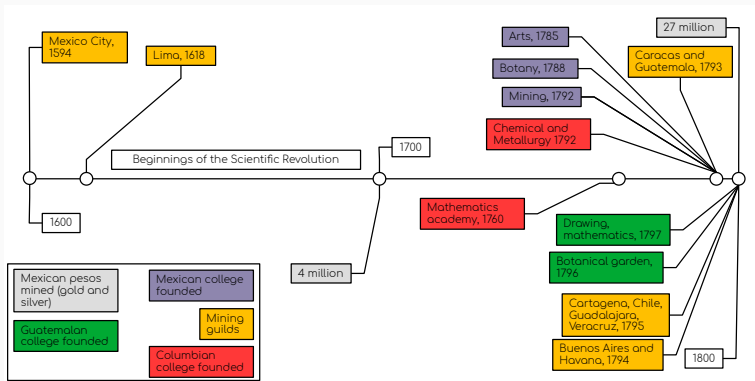 Mexico City,
1594
Lima, 1618
Arts, 1785
27 million
Botany, 1788
Caracas and
Guatemala, 1793
Mining, 1792
Chemical and
Metallurgy 1792
1700
Beginnings of the Scientific Revolution
1600
Mathematics
academy, 1760
Drawing,
mathematics, 1797
Botanical garden,
1796
4 million
Cartagena, Chile,
Guadalajara,
Veracruz, 1795
Buenos Aires and
Havana, 1794
1800
Mexican pesos
mined (gold and
silver)
Mexican college
founded
Mining
guilds
Guatemalan
college founded
Columbian
college founded